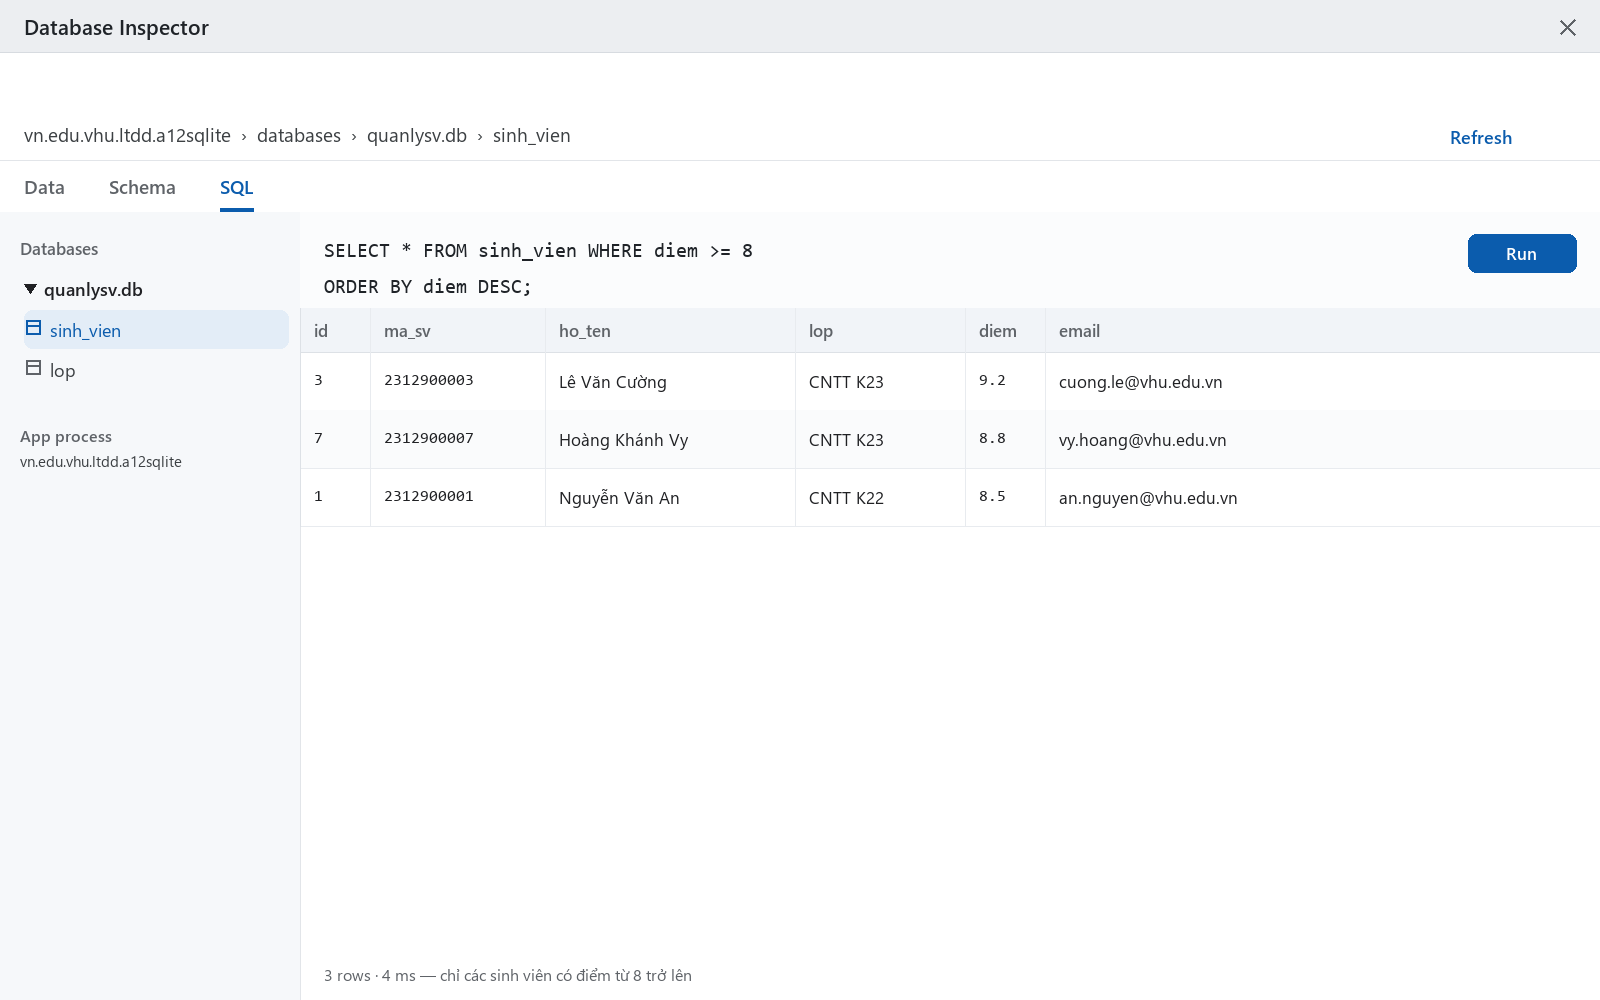 Database Inspector
vn.edu.vhu.ltdd.a12sqlite › databases › quanlysv.db › sinh_vien
Refresh
Data Schema SQL
Databases
quanlysv.db
sinh_vien
lop
App process
vn.edu.vhu.ltdd.a12sqlite
SELECT * FROM sinh_vien WHERE diem >= 8
ORDER BY diem DESC;
Run
id ma_sv ho_ten lop diem email
3 2312900003 Lê Văn Cường CNTT K23 9.2 cuong.le@vhu.edu.vn
7 2312900007 Hoàng Khánh Vy CNTT K23 8.8 vy.hoang@vhu.edu.vn
1 2312900001 Nguyễn Văn An CNTT K22 8.5 an.nguyen@vhu.edu.vn
3 rows · 4 ms — chỉ các sinh viên có điểm từ 8 trở lên